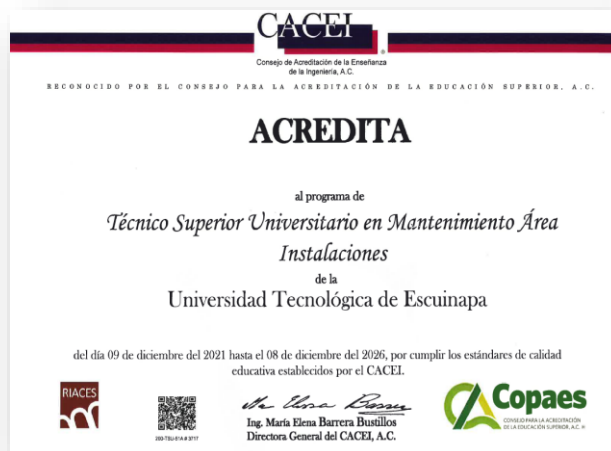 CACEI
Consejo de Acreditación de la Enseñanza
de la Ingeniería, A.C.
RECONOCIDO POR EL CONSEJO PARA LA ACREDITACIÓN DE LA EDUCACIÓN SUPERIOR, A.C.
ACREDITA
al programa de
Técnico Superior Universitario en Mantenimiento Área
Instalaciones
de la
Universidad Tecnológica de Escuinapa
del día 09 de diciembre del 2021 hasta el 08 de diciembre del 2026, por cumplir los estándares de calidad
educativa establecidos por el CACEI.
RIACES
Ing. María Elena Barrera Bustillos
Directora General del CACEI, A.C.
Copaes
CONSEJO PARA LA ACREDITACIÓN
DE LA EDUCACIÓN SUPERIOR, A.C.